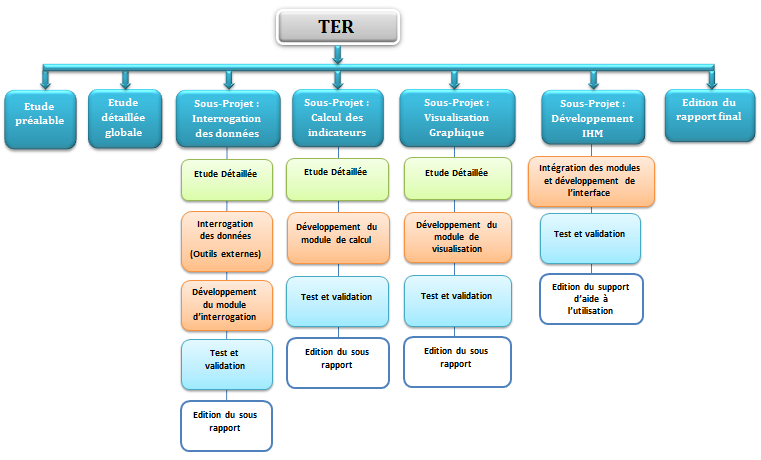 TER
Etude
préalable
Etude
détaillée
globale
Sous-Projet :
Interrogation
des données
Sous-Projet :
Calcul des
indicateurs
Sous-Projet :
Visualisation
Graphique
Sous-Projet :
Développement
IHM
Edition du
rapport final
Etude Détaillée
Interrogation
des données
(Outils externes)
Développement
du module
d'interrogation
Test et
validation
Edition du sous
rapport
Etude Détaillée
Développement du
module de calcul
Test et validation
Edition du sous
rapport
Etude Détaillée
Développement du
module de
visualisation
Test et validation
Edition du sous
rapport
Intégration des modules
et développement de
l'interface
Test et validation
Edition du support
d'aide à
l'utilisation